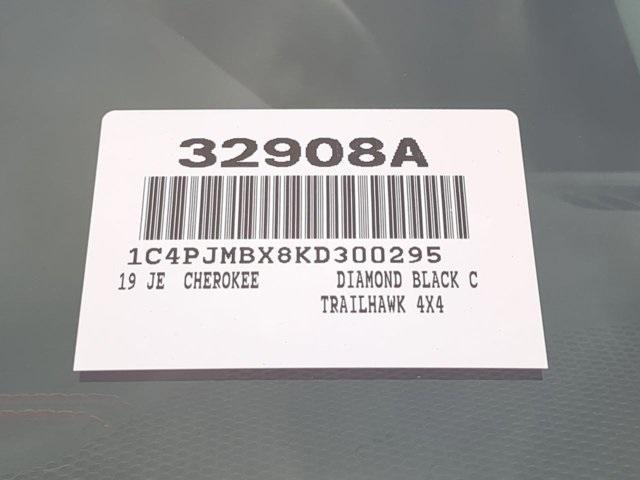 32908A
1C4PJMBX8KD300295
19 JE CHEROKEE DIAMOND BLACK C
TRAILHAWK 4X4